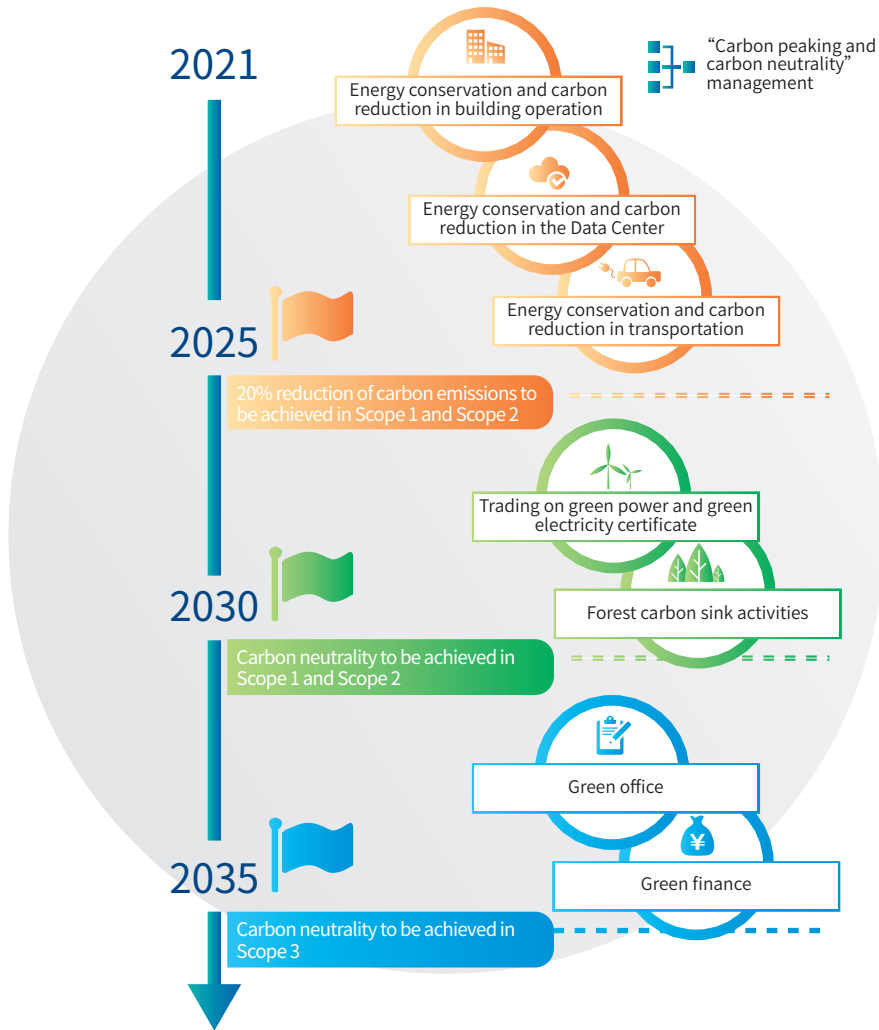 2021
Energy conservation and carbon
reduction in building operation
“Carbon peaking and
carbon neutrality”
management
Energy conservation and carbon
reduction in the Data Center
Energy conservation and carbon
reduction in transportation
2025
20% reduction of carbon emissions to
be achieved in Scope 1 and Scope 2
Trading on green power and green
electricity certificate
Forest carbon sink activities
2030
Carbon neutrality to be achieved in
Scope 1 and Scope 2
Green office
¥
Green finance
2035
Carbon neutrality to be achieved in
Scope 3